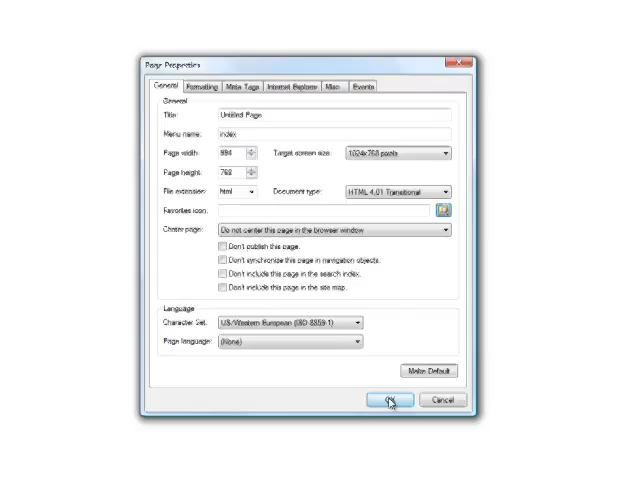 Page Properties
General Formatting Meta Tags Internet Explorer Misc Events
General
Title: Untitled Page
Menu name: index
Page width: 994 Target screen size: 1024x768 pixels
Page height: 768
File extension: html Document type: HTML 4.01 Transitional
Favorites icon:
Center page: Do not center this page in the browser window
Don't publish this page.
Don't synchronize this page in navigation objects.
Don't include this page in the search index.
Don't include this page in the site map.
Language
Character Set: US/Western European (ISO-8859-1)
Page language: (None)
Make Default
OK Cancel